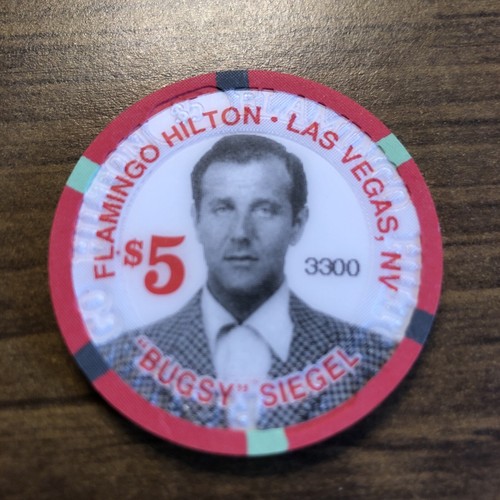 FLAMINGO HILTON • LAS VEGAS, NV
$5
3300
"BUGSY" SIEGEL